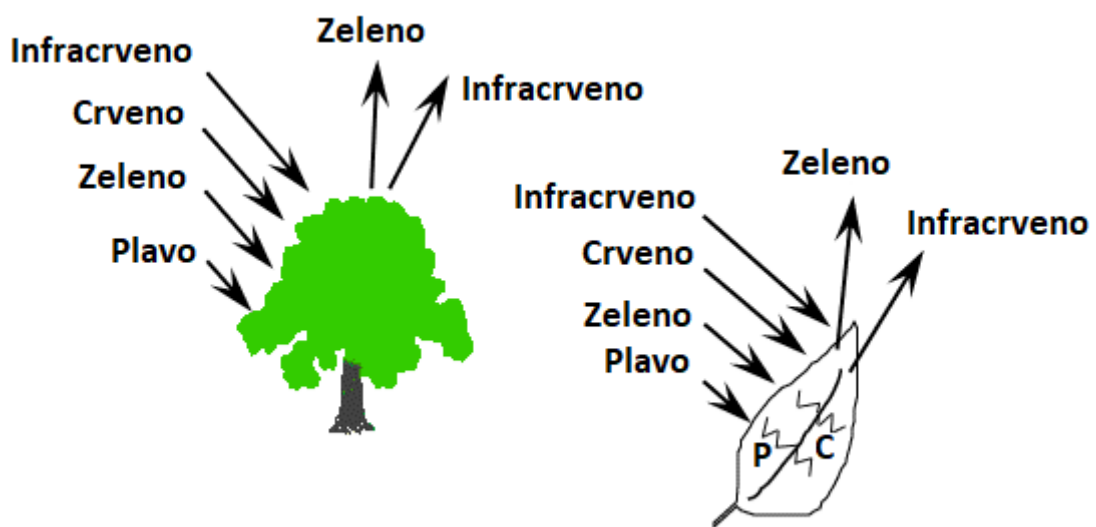 Infracrveno
Crveno
Zeleno
Plavo
Zeleno
Infracrveno
Infracrveno
Crveno
Zeleno
Plavo
Zeleno
Infracrveno
P
C